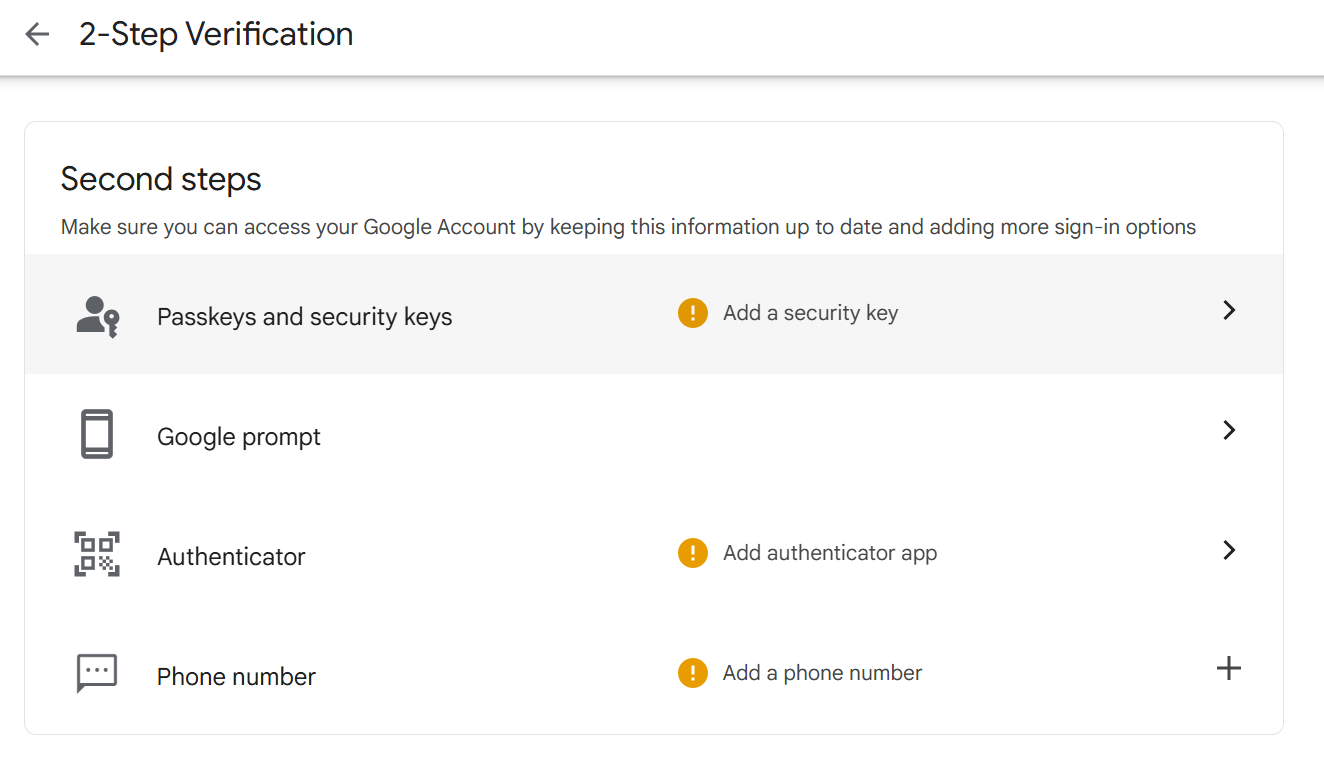 2-Step Verification
Second steps
Make sure you can access your Google Account by keeping this information up to date and adding more sign-in options
Passkeys and security keys
Add a security key
Google prompt
Authenticator
Add authenticator app
Phone number
Add a phone number